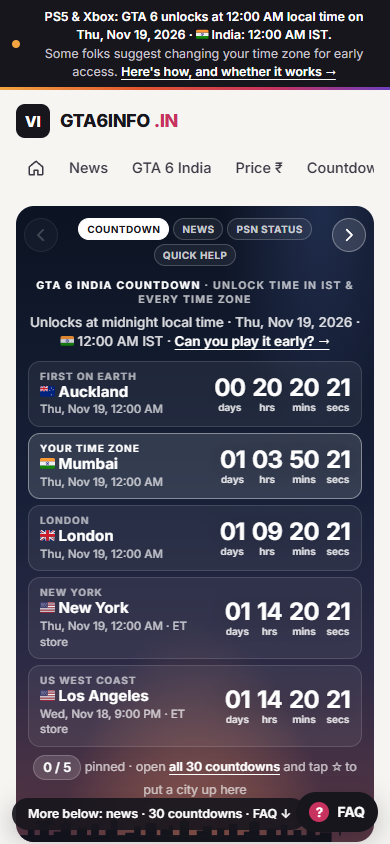 PS5 & Xbox: GTA 6 unlocks at 12:00 AM local time on
Thu, Nov 19, 2026 · 🇮🇳 India: 12:00 AM IST.
Some folks suggest changing your time zone for early
access. Here's how, and whether it works →
VI GTA6INFO .IN
News GTA 6 India Price ₹ Countdow
COUNTDOWN NEWS PSN STATUS
QUICK HELP
GTA 6 INDIA COUNTDOWN · UNLOCK TIME IN IST &
EVERY TIME ZONE
Unlocks at midnight local time · Thu, Nov 19, 2026 ·
🇮🇳 12:00 AM IST · Can you play it early? →
FIRST ON EARTH
🇳🇿 Auckland
Thu, Nov 19, 12:00 AM
00 20 20 21
days hrs mins secs
YOUR TIME ZONE
🇮🇳 Mumbai
Thu, Nov 19, 12:00 AM
01 03 50 21
days hrs mins secs
LONDON
🇬🇧 London
Thu, Nov 19, 12:00 AM
01 09 20 21
days hrs mins secs
NEW YORK
🇺🇸 New York
Thu, Nov 19, 12:00 AM · ET
store
01 14 20 21
days hrs mins secs
US WEST COAST
🇺🇸 Los Angeles
Wed, Nov 18, 9:00 PM · ET
store
01 14 20 21
days hrs mins secs
0 / 5 pinned · open all 30 countdowns and tap ☆ to
put a city up here
More below: news · 30 countdowns · FAQ ↓
? FAQ